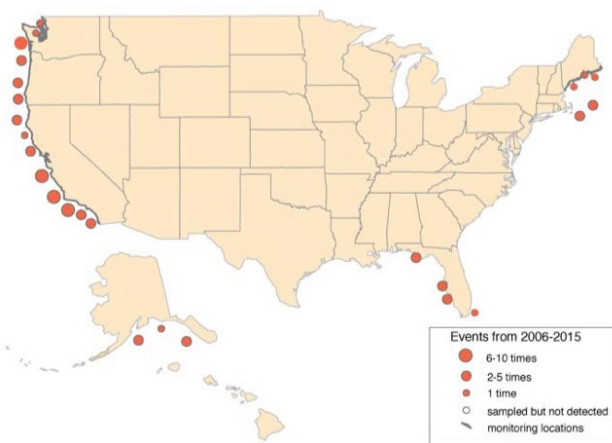 Events from 2006-2015
6-10 times
2-5 times
1 time
sampled but not detected
monitoring locations